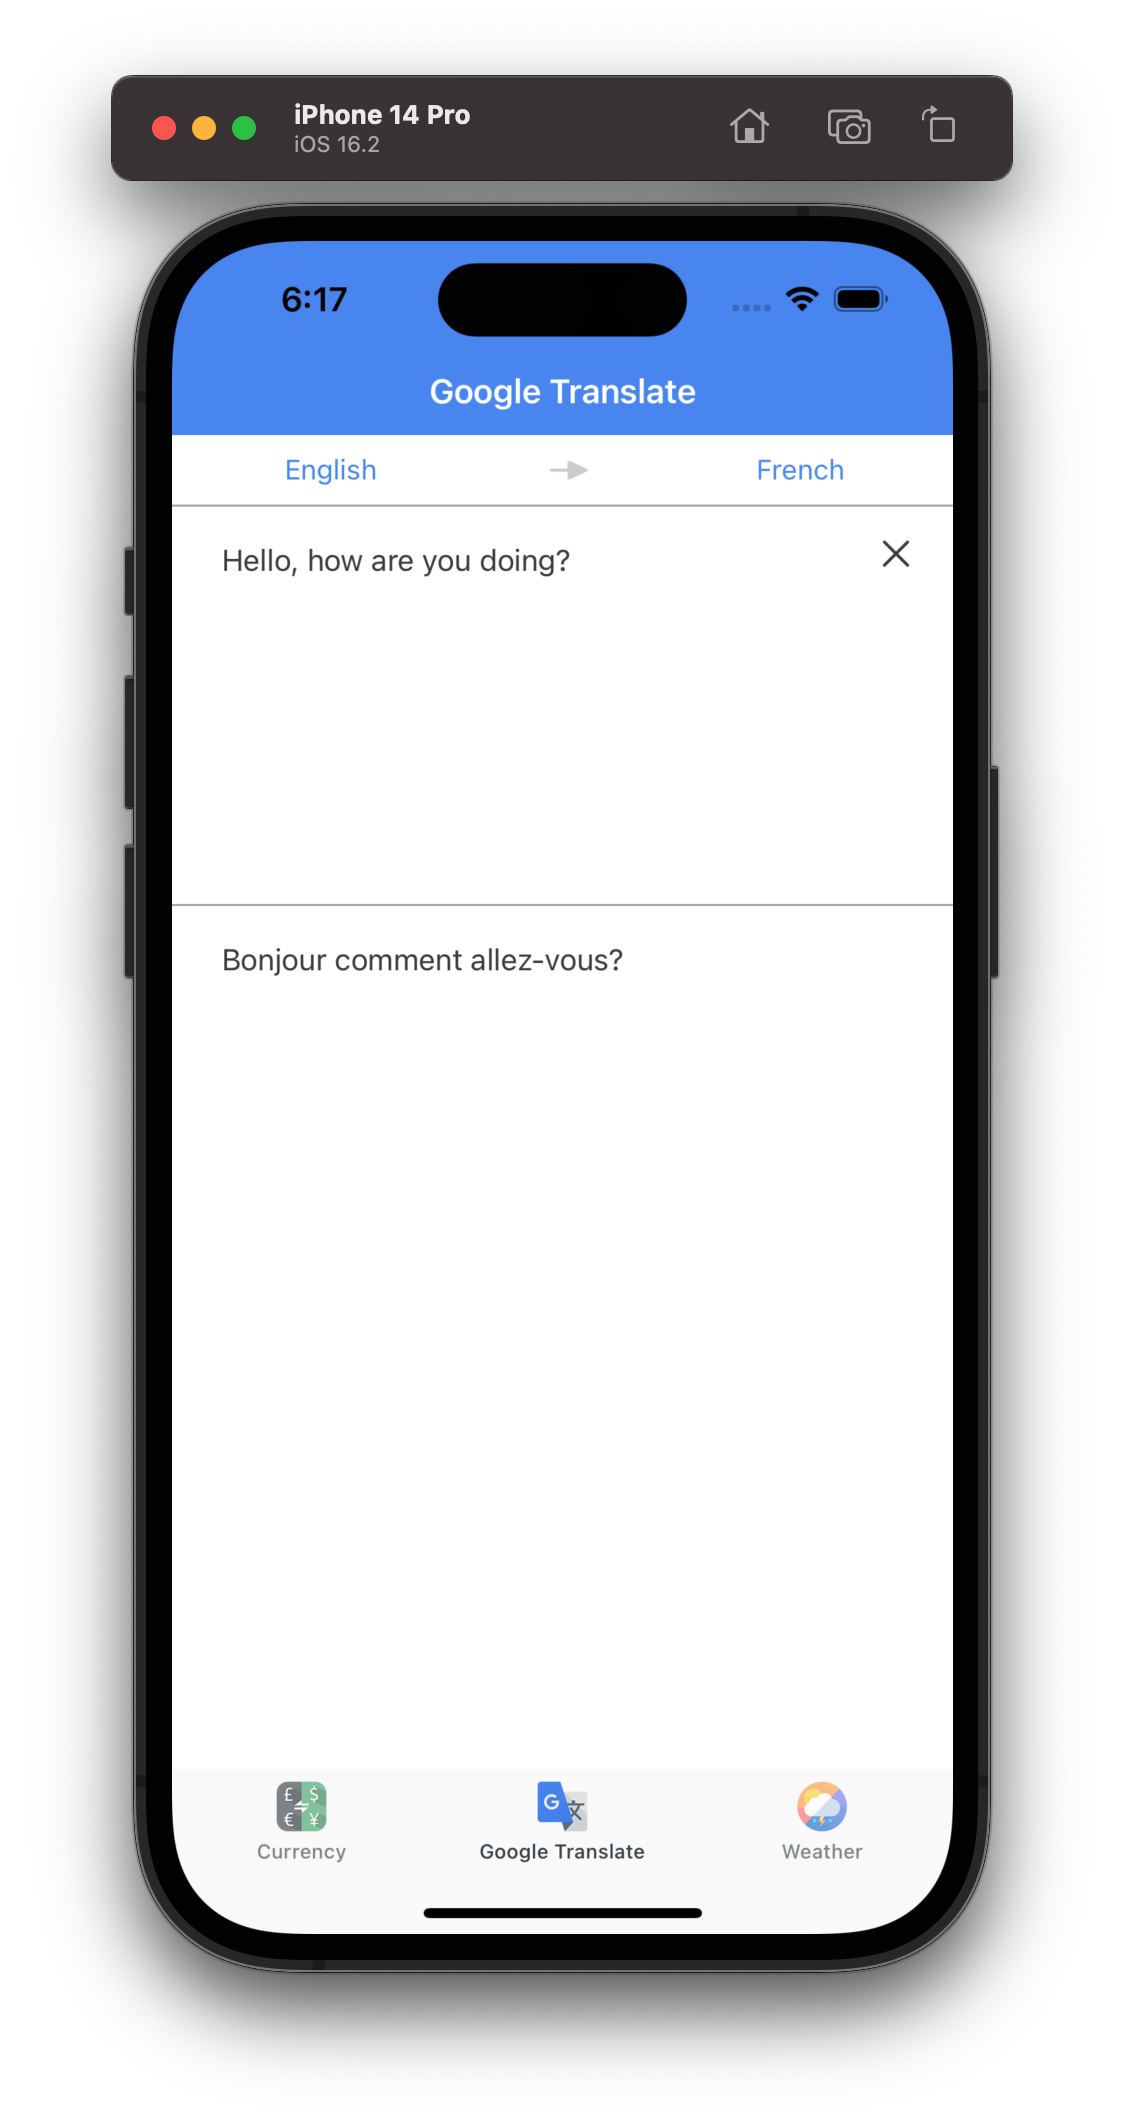 iPhone 14 Pro
iOS 16.2
6:17
Google Translate
English French
Hello, how are you doing?
Bonjour comment allez-vous?
£ $
€ ¥
G 文
Currency Google Translate Weather